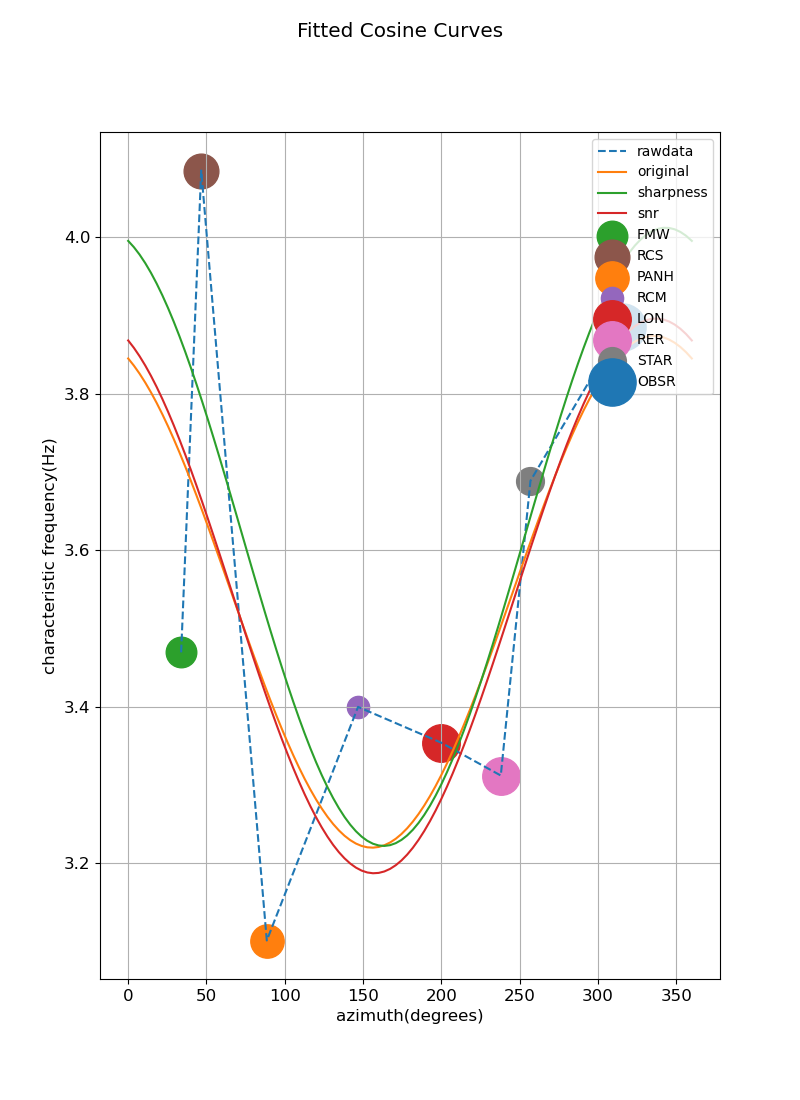 Fitted Cosine Curves
rawdata
original
sharpness
snr
FMW
RCS
PANH
RCM
LON
RER
STAR
OBSR
characteristic frequency(Hz)
4.0
3.8
3.6
3.4
3.2
0 50 100 150 200 250 300 350
azimuth(degrees)